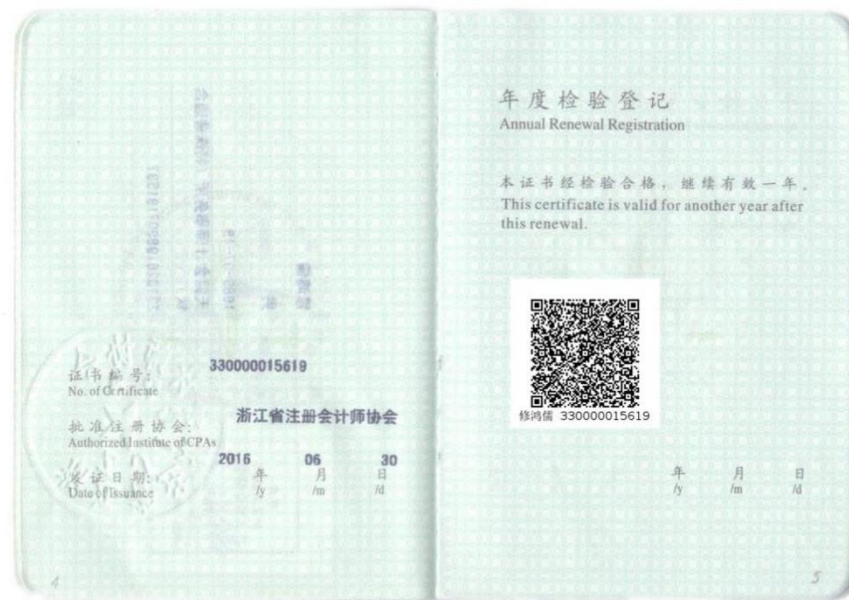 证书编号: 330000015619
No. of Certificate
批准注册协会: 浙江省注册会计师协会
Authorized Institute of CPAs
发证日期: 2016 年 06 月 30 日
Date of Issuance /y /m /d
4
年度检验登记
Annual Renewal Registration
本证书经检验合格，继续有效一年。
This certificate is valid for another year after
this renewal.
修鸿儒 330000015619
年 月 日
/y /m /d
5